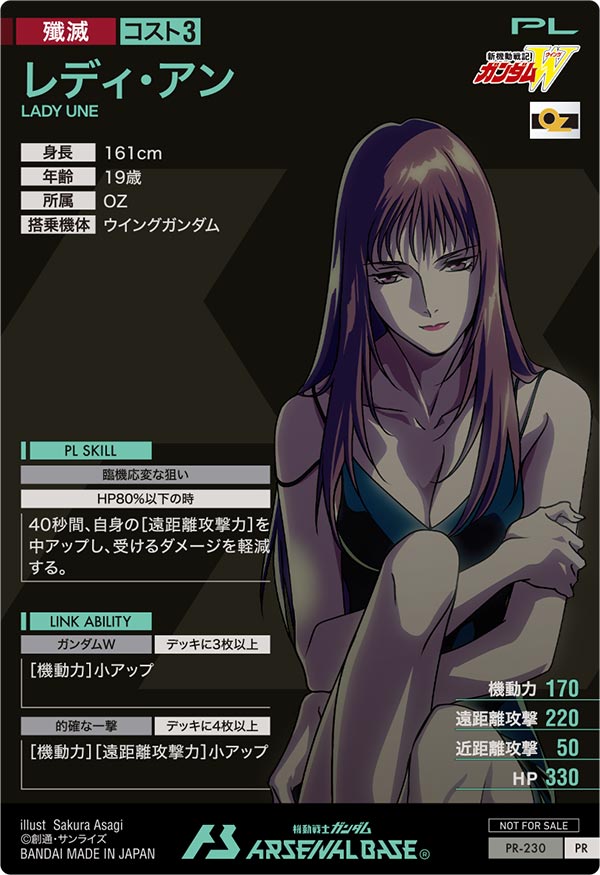 殲滅 コスト3 PL
レディ・アン
LADY UNE
新機動戦記
ガンダムW
ウイング
OZ
身長 161cm
年齢 19歳
所属 OZ
搭乗機体 ウイングガンダム
PL SKILL
臨機応変な狙い
HP80%以下の時
40秒間、自身の[遠距離攻撃力]を
中アップし、受けるダメージを軽減
する。
LINK ABILITY
ガンダムW デッキに3枚以上
[機動力]小アップ
的確な一撃 デッキに4枚以上
[機動力][遠距離攻撃力]小アップ
機動力 170
遠距離攻撃 220
近距離攻撃 50
HP 330
illust Sakura Asagi
©創通・サンライズ
BANDAI MADE IN JAPAN
機動戦士ガンダム
AB ARSENAL BASE®
NOT FOR SALE
PR-230 PR